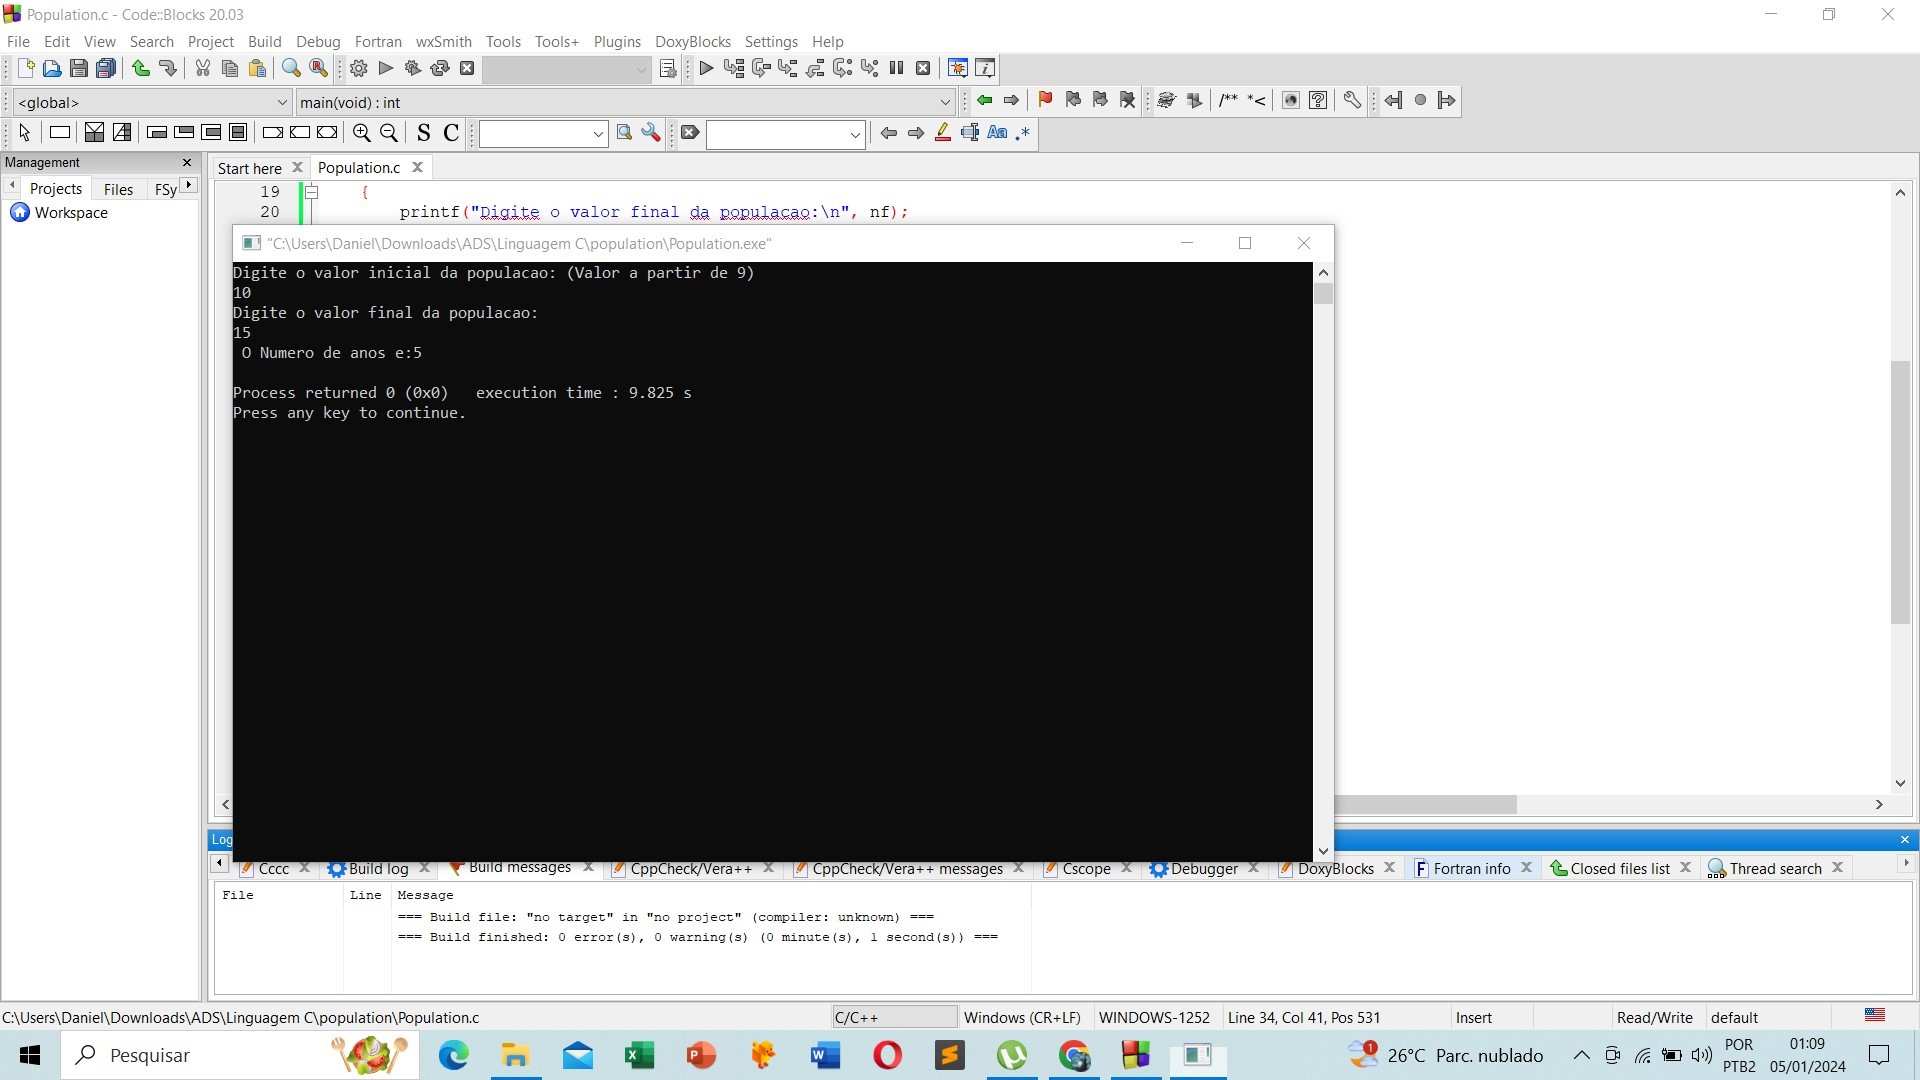 Population.c - Code::Blocks 20.03
File Edit View Search Project Build Debug Fortran wxSmith Tools Tools+ Plugins DoxyBlocks Settings Help
<global> main(void) : int
/** *<
S C Aa .*
Management
Start here Population.c
Projects Files FSy
Workspace
19 {
20 printf("Digite o valor final da populacao:\n", nf);
"C:\Users\Daniel\Downloads\ADS\Linguagem C\population\Population.exe"
Digite o valor inicial da populacao: (Valor a partir de 9)
10
Digite o valor final da populacao:
15
O Numero de anos e:5
Process returned 0 (0x0) execution time : 9.825 s
Press any key to continue.
Log
Cccc Build log Build messages CppCheck/Vera++ CppCheck/Vera++ messages Cscope Debugger DoxyBlocks Fortran info Closed files list Thread search
File Line Message
=== Build file: "no target" in "no project" (compiler: unknown) ===
=== Build finished: 0 error(s), 0 warning(s) (0 minute(s), 1 second(s)) ===
C:\Users\Daniel\Downloads\ADS\Linguagem C\population\Population.c C/C++ Windows (CR+LF) WINDOWS-1252 Line 34, Col 41, Pos 531 Insert Read/Write default
Pesquisar
26°C Parc. nublado
POR
PTB2
01:09
05/01/2024